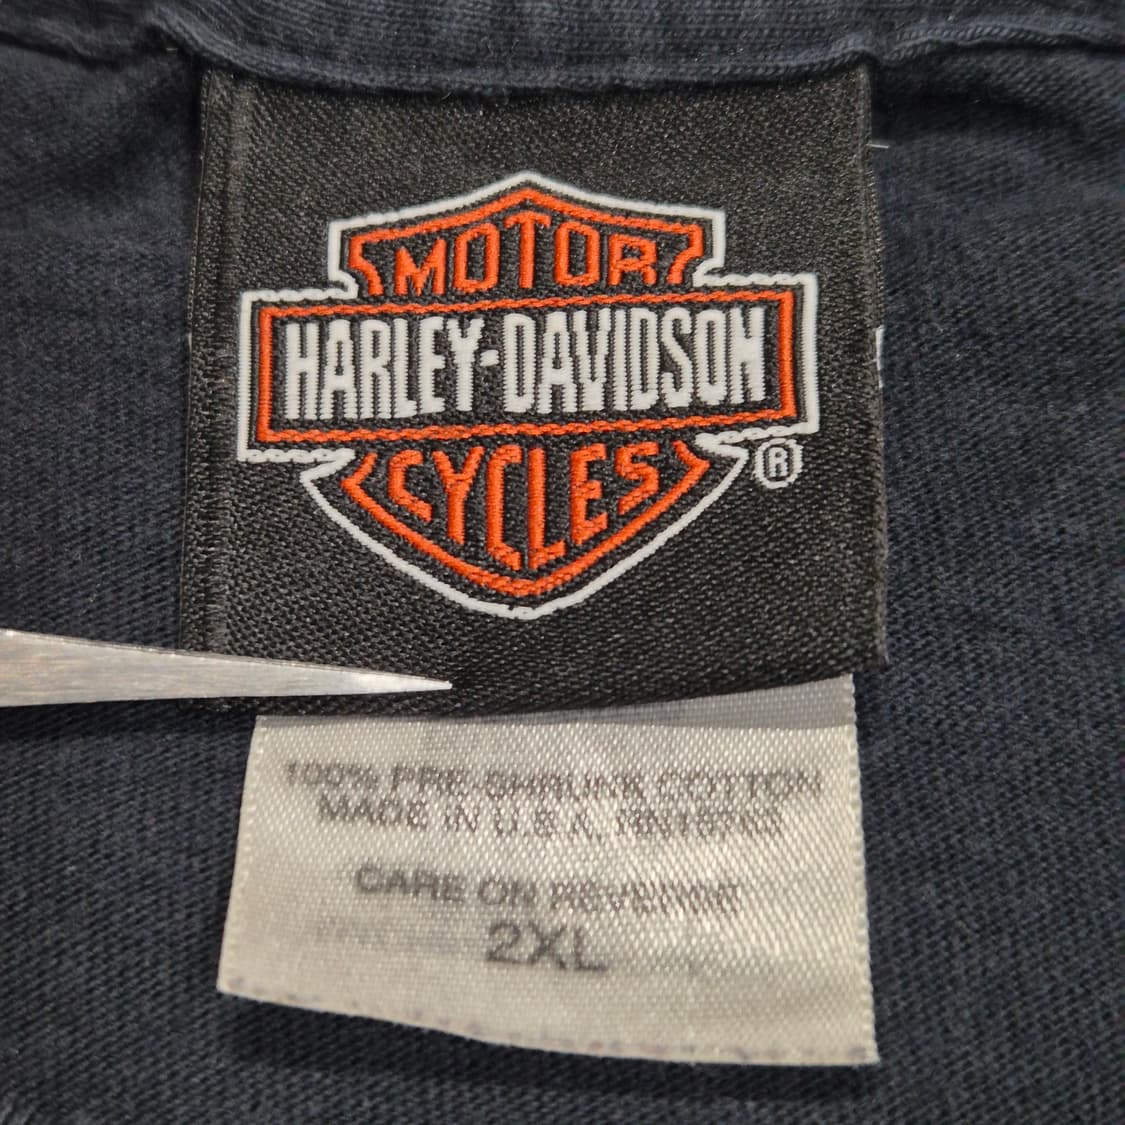 MOTOR
HARLEY-DAVIDSON
CYCLES
®
100% PRE-SHRUNK COTTON
MADE IN U.S.A.
CARE ON REVERSE
2XL